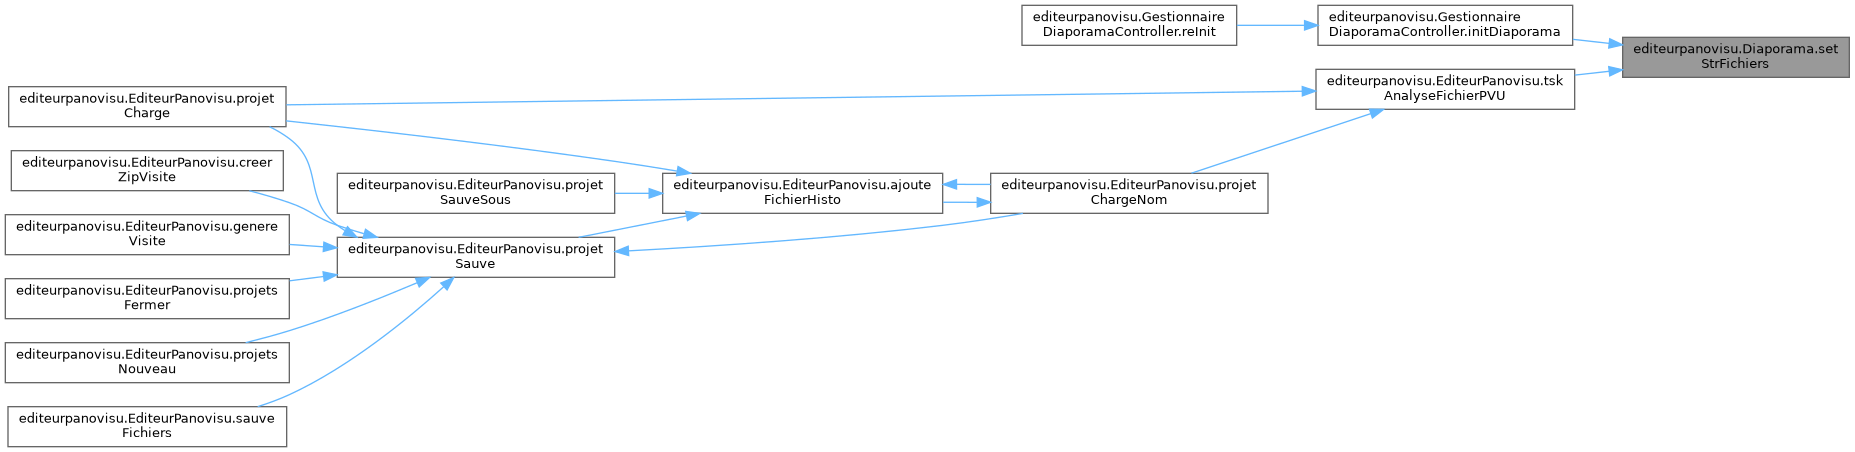 editeurpanovisu.Gestionnaire
DiaporamaController.reInit
editeurpanovisu.Gestionnaire
DiaporamaController.initDiaporama
editeurpanovisu.Diaporama.set
StrFichiers
editeurpanovisu.EditeurPanovisu.tsk
AnalyseFichierPVU
editeurpanovisu.EditeurPanovisu.projet
Charge
editeurpanovisu.EditeurPanovisu.creer
ZipVisite
editeurpanovisu.EditeurPanovisu.projet
SauveSous
editeurpanovisu.EditeurPanovisu.ajoute
FichierHisto
editeurpanovisu.EditeurPanovisu.projet
ChargeNom
editeurpanovisu.EditeurPanovisu.genere
Visite
editeurpanovisu.EditeurPanovisu.projet
Sauve
editeurpanovisu.EditeurPanovisu.projets
Fermer
editeurpanovisu.EditeurPanovisu.projets
Nouveau
editeurpanovisu.EditeurPanovisu.sauve
Fichiers